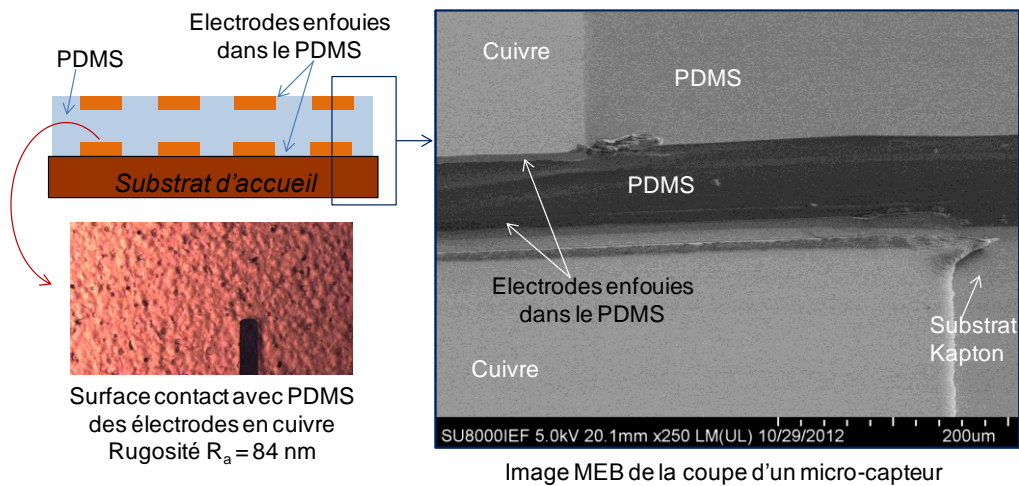 Electrodes enfouies
dans le PDMS
PDMS
Substrat d'accueil
Surface contact avec PDMS
des électrodes en cuivre
Rugosité Ra = 84 nm
Cuivre
PDMS
PDMS
Electrodes enfouies
dans le PDMS
Substrat
Kapton
Cuivre
SU8000IEF 5.0kV 20.1mm x250 LM(UL) 10/29/2012 200um
Image MEB de la coupe d'un micro-capteur